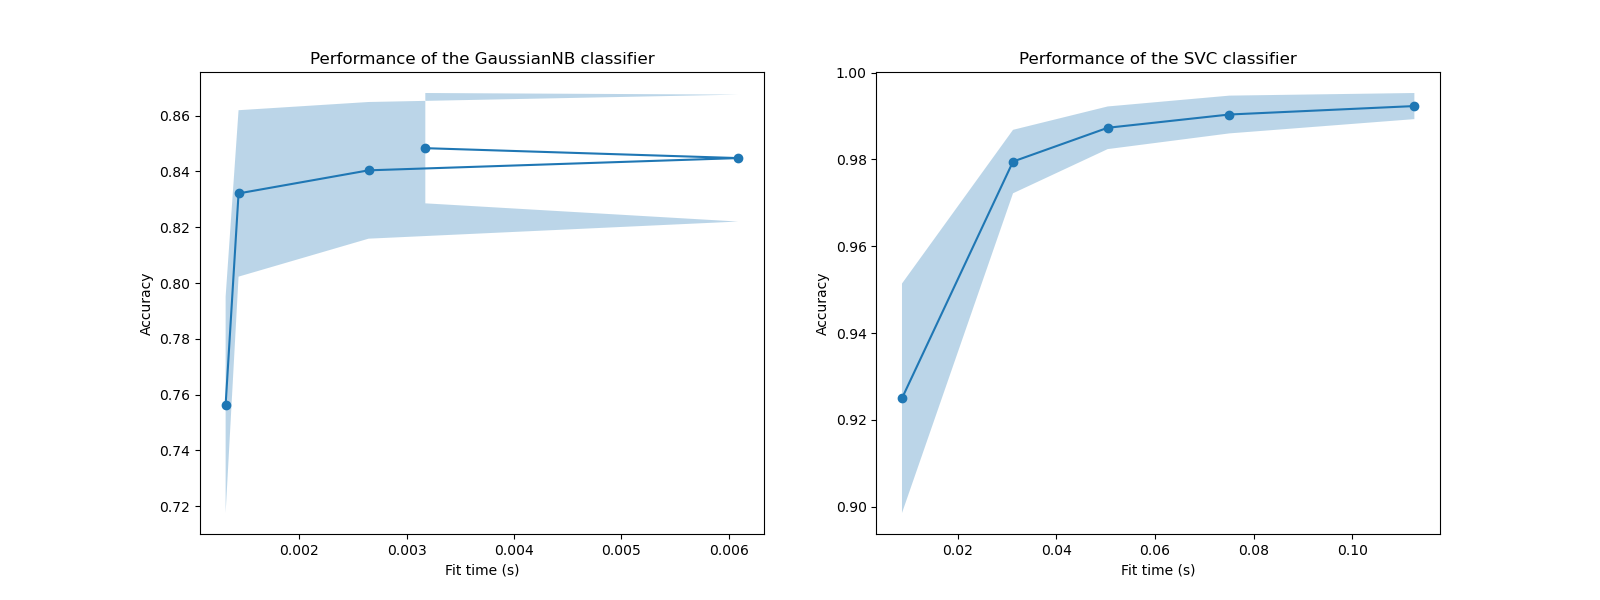 Performance of the GaussianNB classifier
Accuracy
0.86
0.84
0.82
0.80
0.78
0.76
0.74
0.72
0.002 0.003 0.004 0.005 0.006
Fit time (s)
Performance of the SVC classifier
Accuracy
1.00
0.98
0.96
0.94
0.92
0.90
0.02 0.04 0.06 0.08 0.10
Fit time (s)